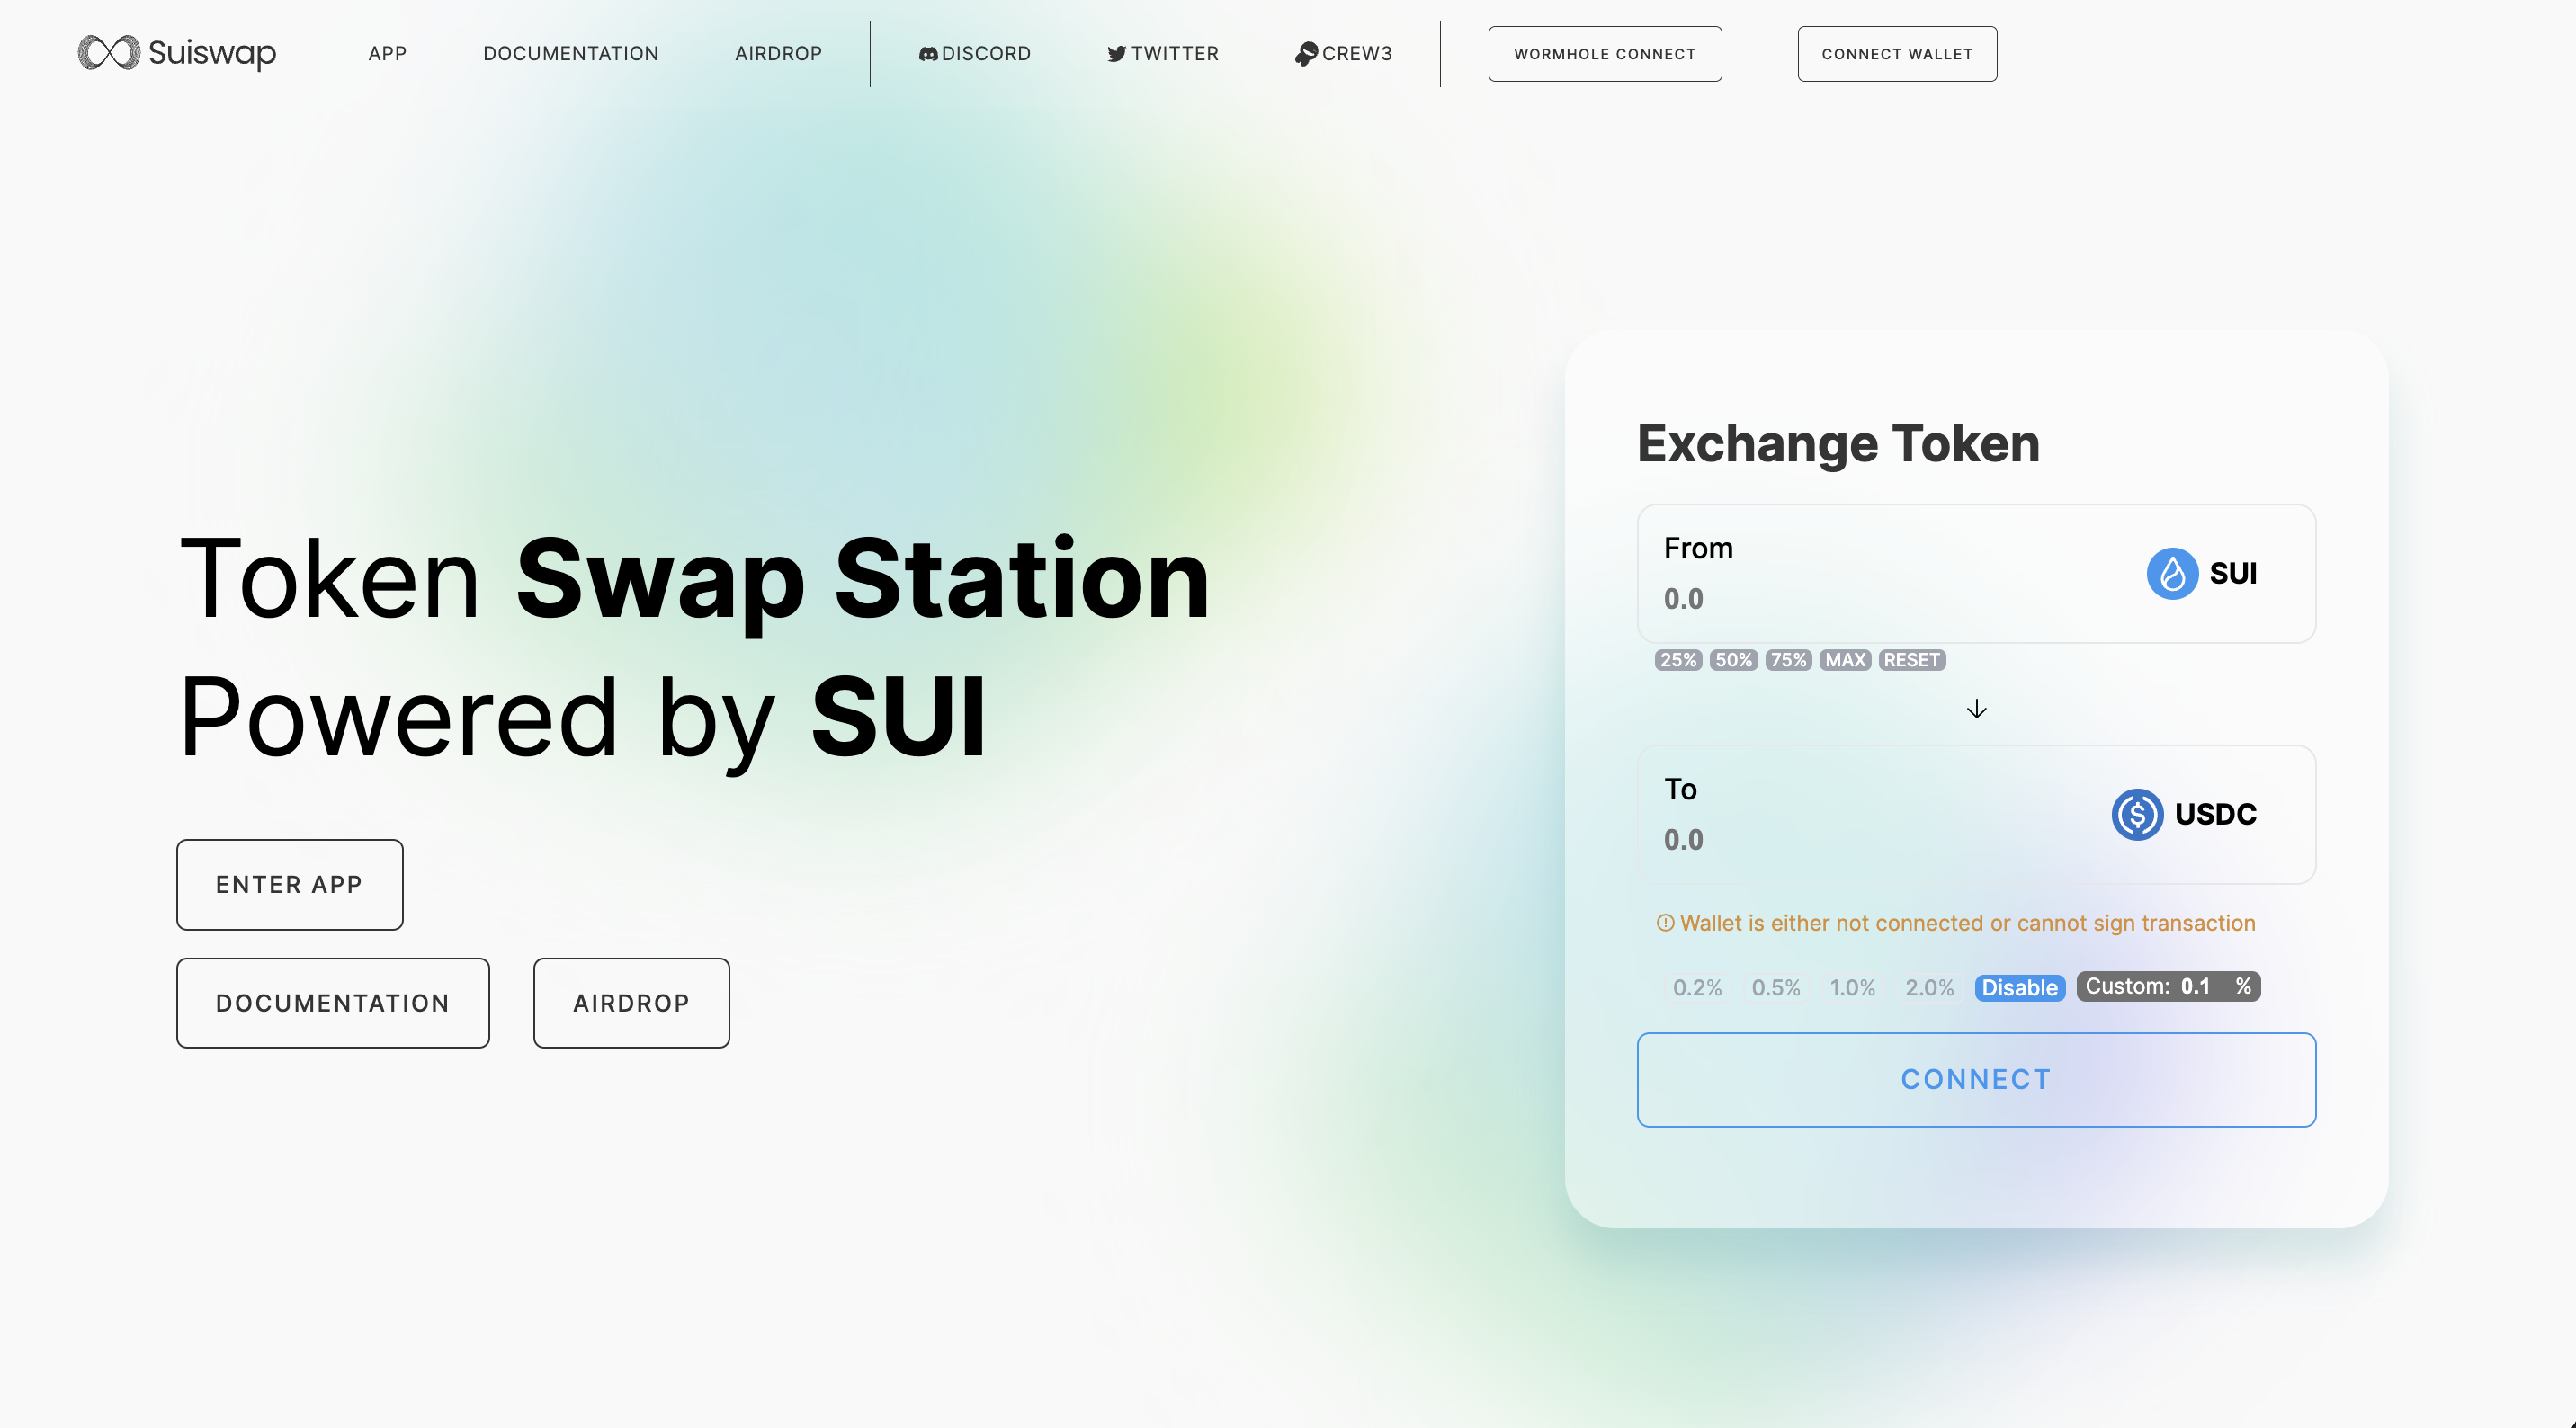 Suiswap
APP
DOCUMENTATION
AIRDROP
DISCORD
TWITTER
CREW3
WORMHOLE CONNECT
CONNECT WALLET
Token Swap Station
Powered by SUI
ENTER APP
DOCUMENTATION
AIRDROP
Exchange Token
From
0.0
SUI
25% 50% 75% MAX RESET
To
0.0
USDC
Wallet is either not connected or cannot sign transaction
0.2% 0.5% 1.0% 2.0% Disable Custom: 0.1 %
CONNECT